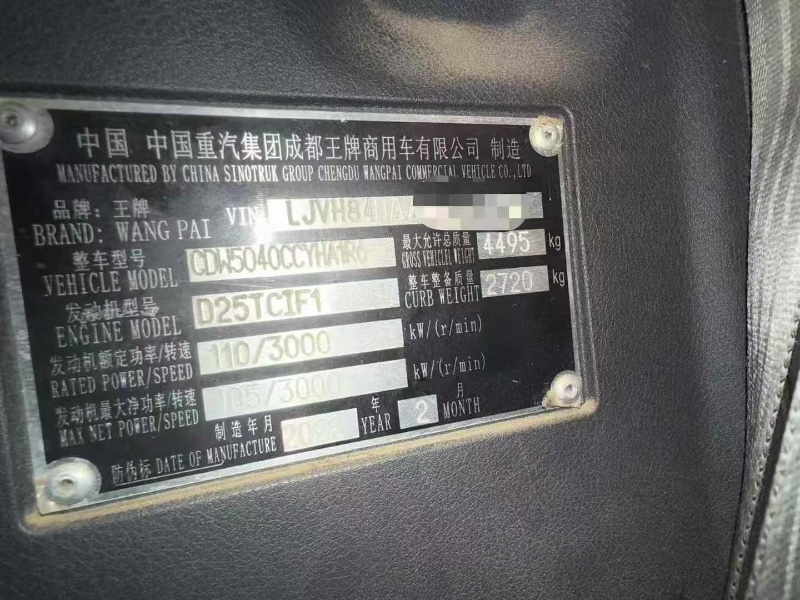 中国 中国重汽集团成都王牌商用车有限公司 制造
MANUFACTURED BY CHINA SINOTRUK GROUP CHENGDU WANGPAI COMMERCIAL VEHICLE CO.,LTD
品牌：王牌
BRAND: WANG PAI VIN LJVH84
整车型号 CDW5040CCYHA1R6 最大允许总质量 4495 kg
VEHICLE MODEL GROSS VEHICLEL WEIGHT
发动机型号 D25TCIF1 整车整备质量 2720 kg
ENGINE MODEL CURB WEIGHT
发动机额定功率/转速 110/3000 kW/(r/min)
RATED POWER/SPEED
发动机最大净功率/转速 105/3000 kW/(r/min)
MAX NET POWER/SPEED
制造年月 年 2 月
防伪标 DATE OF MANUFACTURE YEAR MONTH